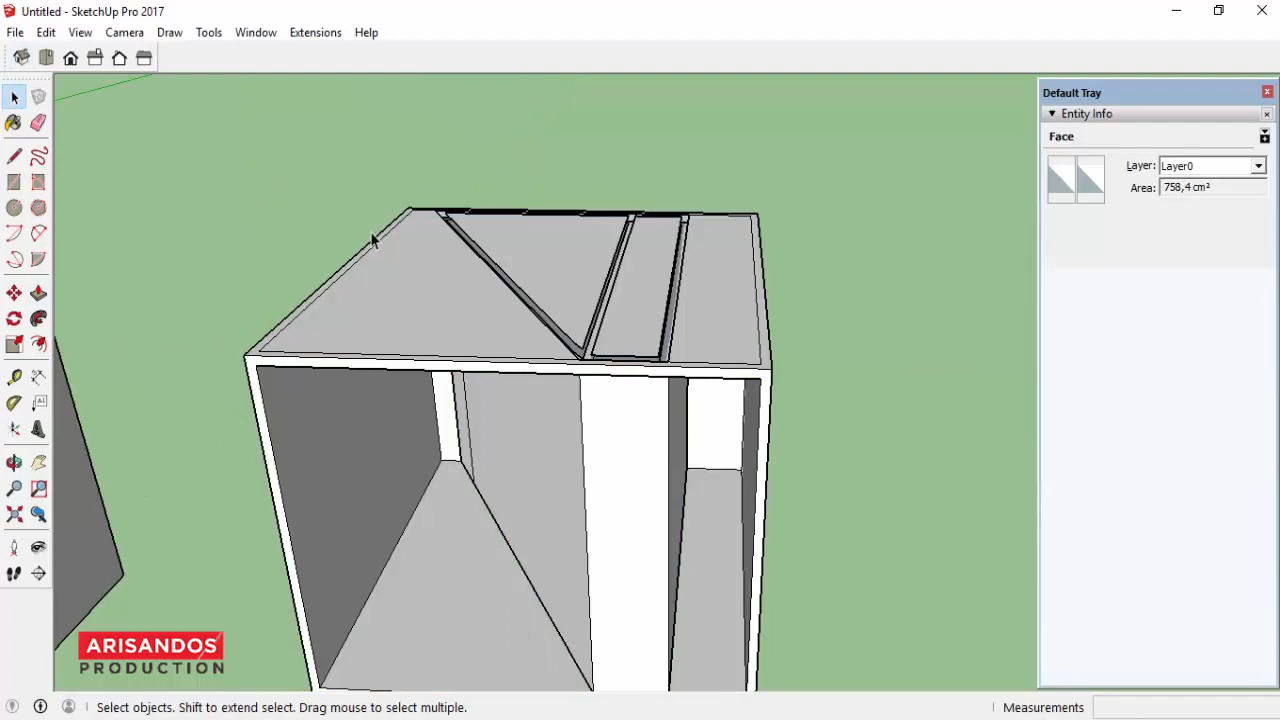 Untitled - SketchUp Pro 2017
File Edit View Camera Draw Tools Window Extensions Help
Default Tray
Entity Info
Face
Layer: Layer0
Area: 758,4 cm²
ARISANDOS
PRODUCTION
Select objects. Shift to extend select. Drag mouse to select multiple.
Measurements